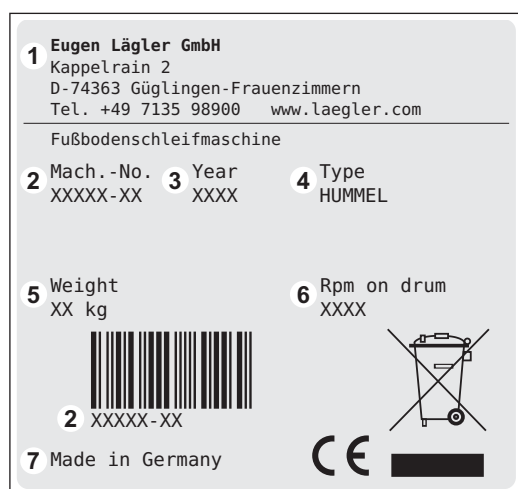 1 Eugen Lägler GmbH
Kappelrain 2
D-74363 Güglingen-Frauenzimmern
Tel. +49 7135 98900 www.laegler.com
Fußbodenschleifmaschine
2 Mach.-No. 3 Year 4 Type
XXXXX-XX XXXX HUMMEL
5 Weight 6 Rpm on drum
XX kg XXXX
2 XXXXX-XX
7 Made in Germany CE